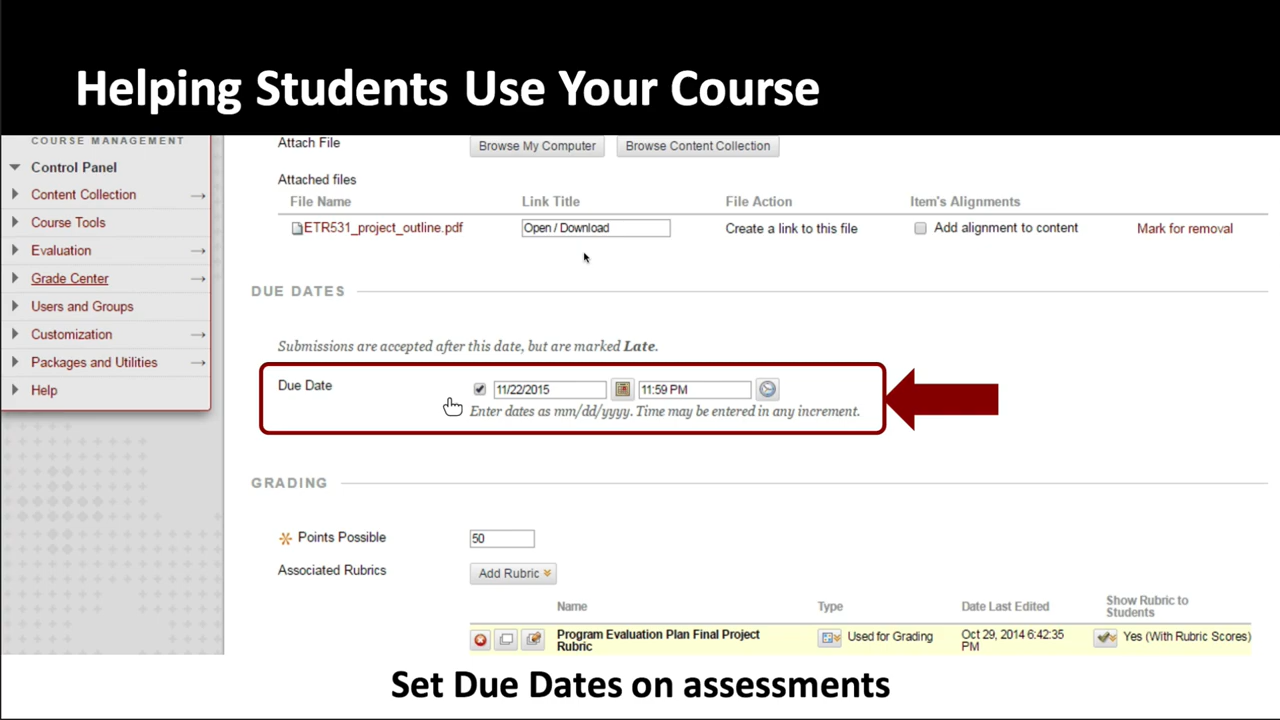 Helping Students Use Your Course
COURSE MANAGEMENT
Control Panel
Content Collection
Course Tools
Evaluation
Grade Center
Users and Groups
Customization
Packages and Utilities
Help
Attach File
Browse My Computer
Browse Content Collection
Attached files
File Name Link Title File Action Item's Alignments
ETR531_project_outline.pdf Open / Download Create a link to this file Add alignment to content Mark for removal
DUE DATES
Submissions are accepted after this date, but are marked Late.
Due Date 11/22/2015 11:59 PM
Enter dates as mm/dd/yyyy. Time may be entered in any increment.
GRADING
Points Possible 50
Associated Rubrics Add Rubric
Name Type Date Last Edited Show Rubric to
Students
Program Evaluation Plan Final Project Used for Grading Oct 29, 2014 6:42:35 Yes (With Rubric Scores)
Rubric PM
Set Due Dates on assessments